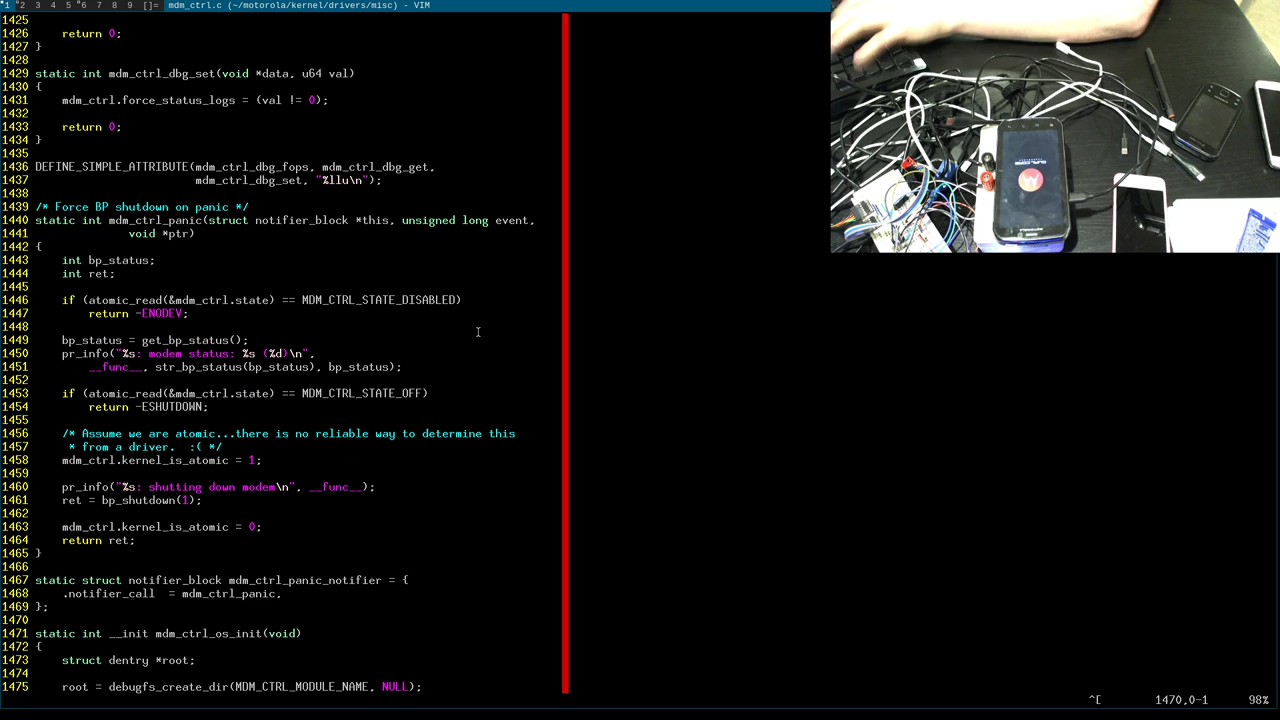 1 2 3 4 5 6 7 8 9 []= mdm_ctrl.c (~/motorola/kernel/drivers/misc) - VIM
1425
1426     return 0;
1427 }
1428
1429 static int mdm_ctrl_dbg_set(void *data, u64 val)
1430 {
1431     mdm_ctrl.force_status_logs = (val != 0);
1432
1433     return 0;
1434 }
1435
1436 DEFINE_SIMPLE_ATTRIBUTE(mdm_ctrl_dbg_fops, mdm_ctrl_dbg_get,
1437                         mdm_ctrl_dbg_set, "%llu\n");
1438
1439 /* Force BP shutdown on panic */
1440 static int mdm_ctrl_panic(struct notifier_block *this, unsigned long event,
1441               void *ptr)
1442 {
1443     int bp_status;
1444     int ret;
1445
1446     if (atomic_read(&mdm_ctrl.state) == MDM_CTRL_STATE_DISABLED)
1447         return -ENODEV;
1448
1449     bp_status = get_bp_status();
1450     pr_info("%s: modem status: %s (%d)\n",
1451         __func__, str_bp_status(bp_status), bp_status);
1452
1453     if (atomic_read(&mdm_ctrl.state) == MDM_CTRL_STATE_OFF)
1454         return -ESHUTDOWN;
1455
1456     /* Assume we are atomic...there is no reliable way to determine this
1457      * from a driver.  :( */
1458     mdm_ctrl.kernel_is_atomic = 1;
1459
1460     pr_info("%s: shutting down modem\n", __func__);
1461     ret = bp_shutdown(1);
1462
1463     mdm_ctrl.kernel_is_atomic = 0;
1464     return ret;
1465 }
1466
1467 static struct notifier_block mdm_ctrl_panic_notifier = {
1468     .notifier_call  = mdm_ctrl_panic,
1469 };
1470
1471 static int __init mdm_ctrl_os_init(void)
1472 {
1473     struct dentry *root;
1474
1475     root = debugfs_create_dir(MDM_CTRL_MODULE_NAME, NULL);
^[ 1470,0-1 98%
MOTOROLA